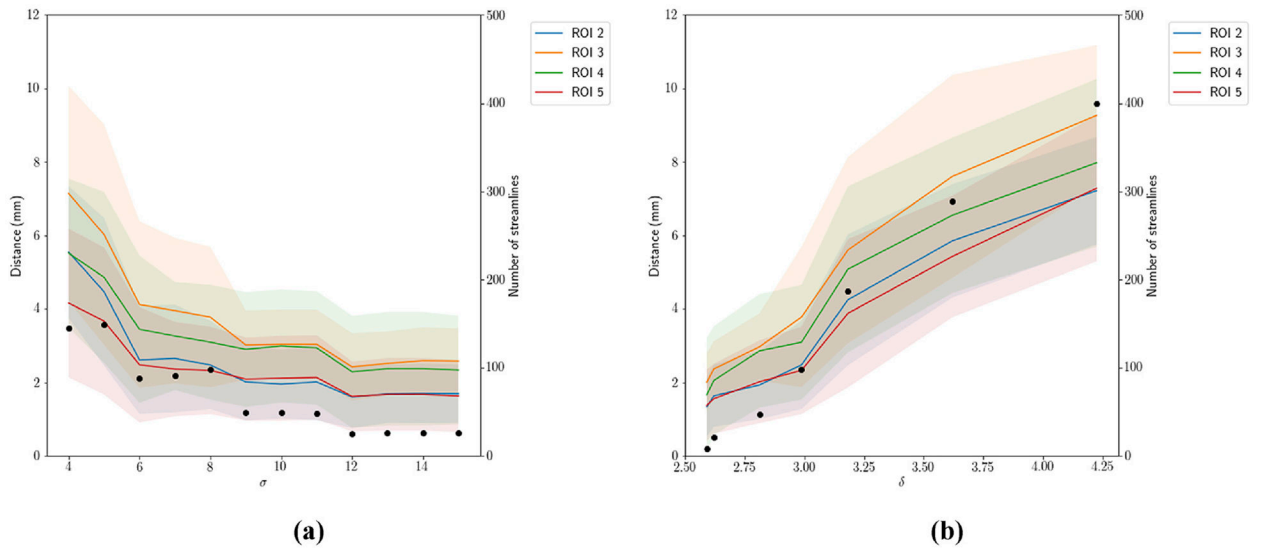 12
10
8
6
4
2
0
Distance (mm)
4
6
8
10
12
14
σ
500
400
300
200
100
0
Number of streamlines
ROI 2
ROI 3
ROI 4
ROI 5
(a)
12
10
8
6
4
2
0
Distance (mm)
2.50
2.75
3.00
3.25
3.50
3.75
4.00
4.25
δ
500
400
300
200
100
0
Number of streamlines
ROI 2
ROI 3
ROI 4
ROI 5
(b)